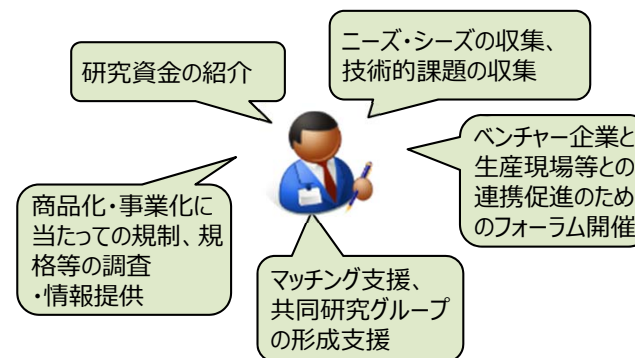 研究資金の紹介
ニーズ・シーズの収集、
技術的課題の収集
ベンチャー企業と
生産現場等との
連携促進のため
のフォーラム開催
商品化・事業化に
当たっての規制、規
格等の調査
・情報提供
マッチング支援、
共同研究グループ
の形成支援